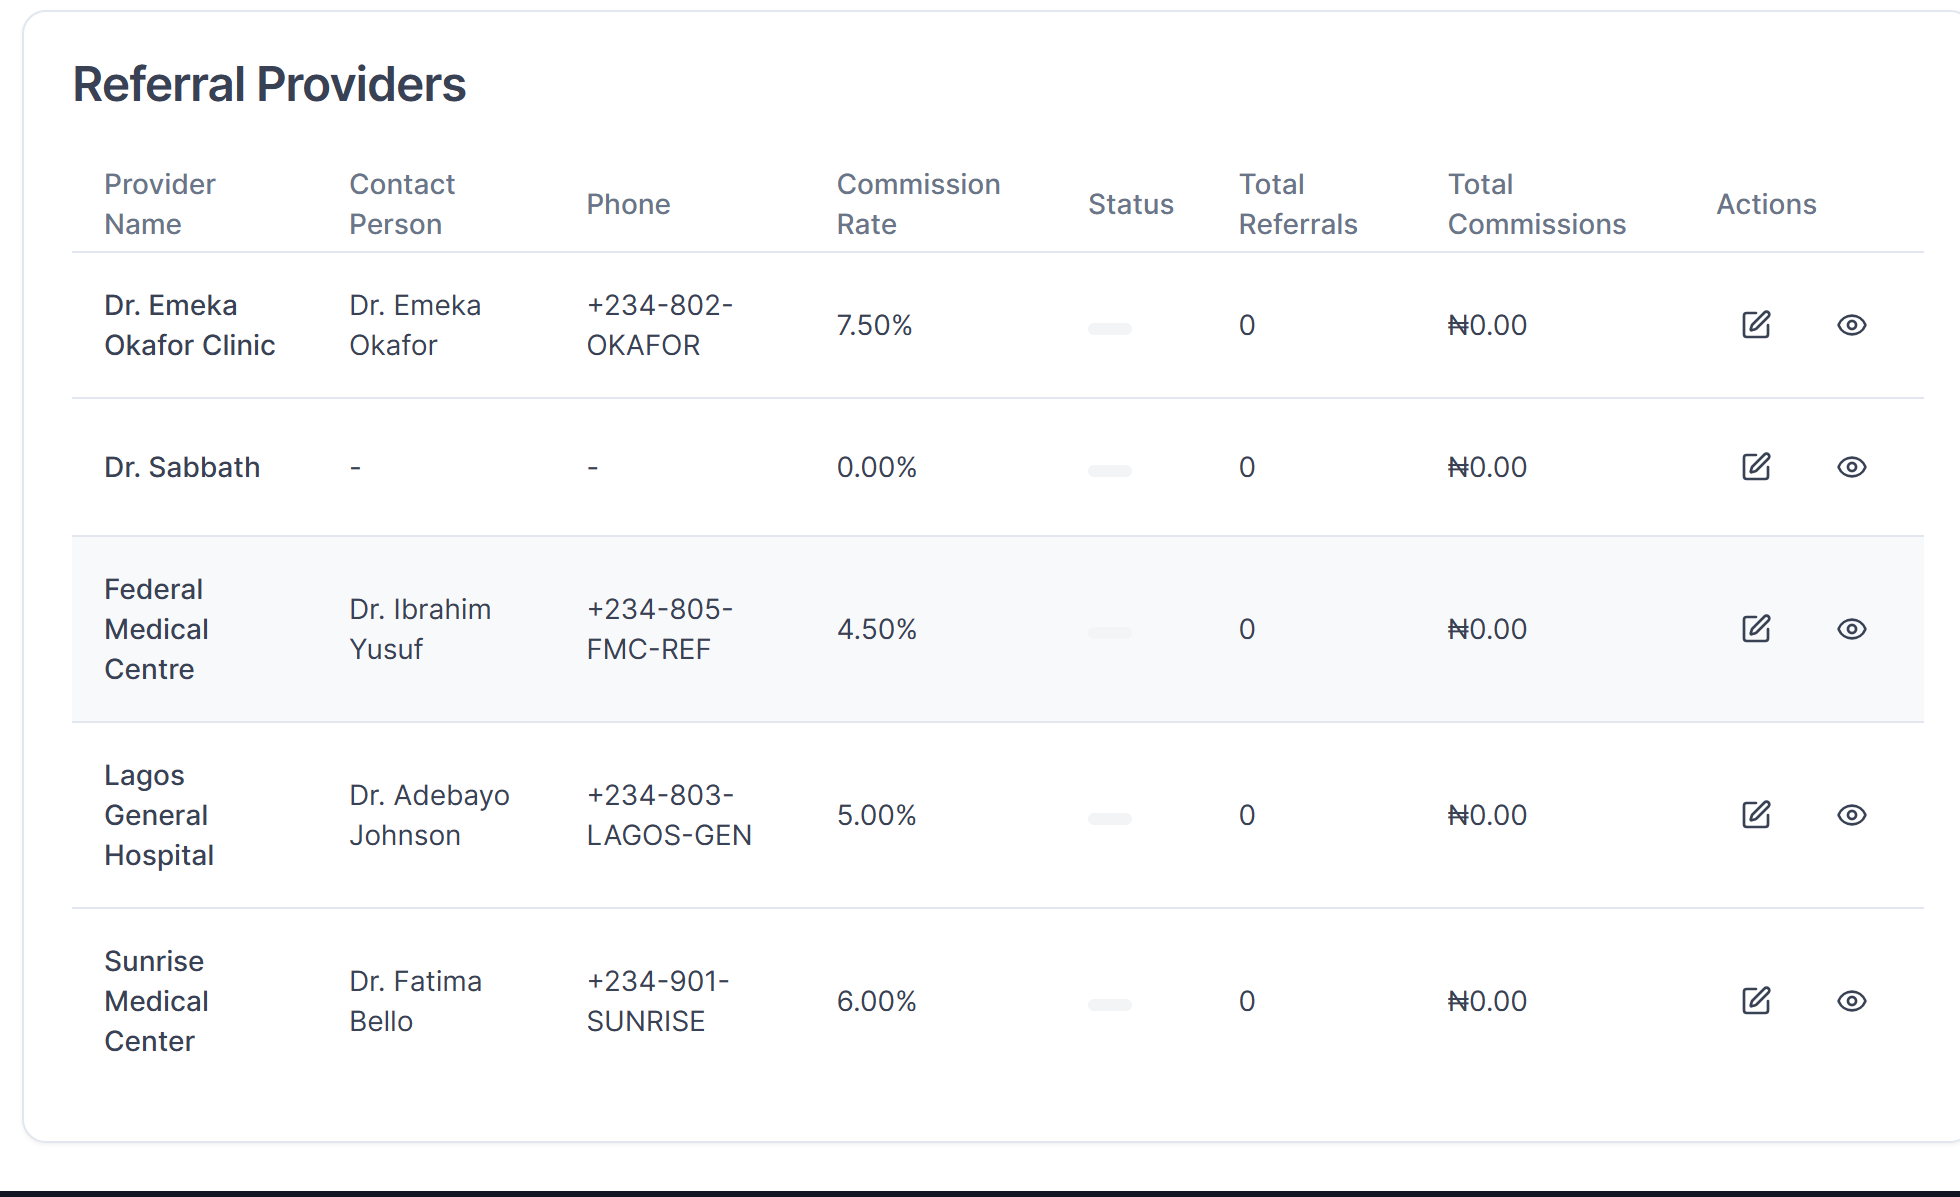 Referral Providers
Provider
Name
Contact
Person
Phone
Commission
Rate
Status
Total
Referrals
Total
Commissions
Actions
Dr. Emeka
Okafor Clinic
Dr. Emeka
Okafor
+234-802-
OKAFOR
7.50%
0
₦0.00
Dr. Sabbath
-
-
0.00%
0
₦0.00
Federal
Medical
Centre
Dr. Ibrahim
Yusuf
+234-805-
FMC-REF
4.50%
0
₦0.00
Lagos
General
Hospital
Dr. Adebayo
Johnson
+234-803-
LAGOS-GEN
5.00%
0
₦0.00
Sunrise
Medical
Center
Dr. Fatima
Bello
+234-901-
SUNRISE
6.00%
0
₦0.00